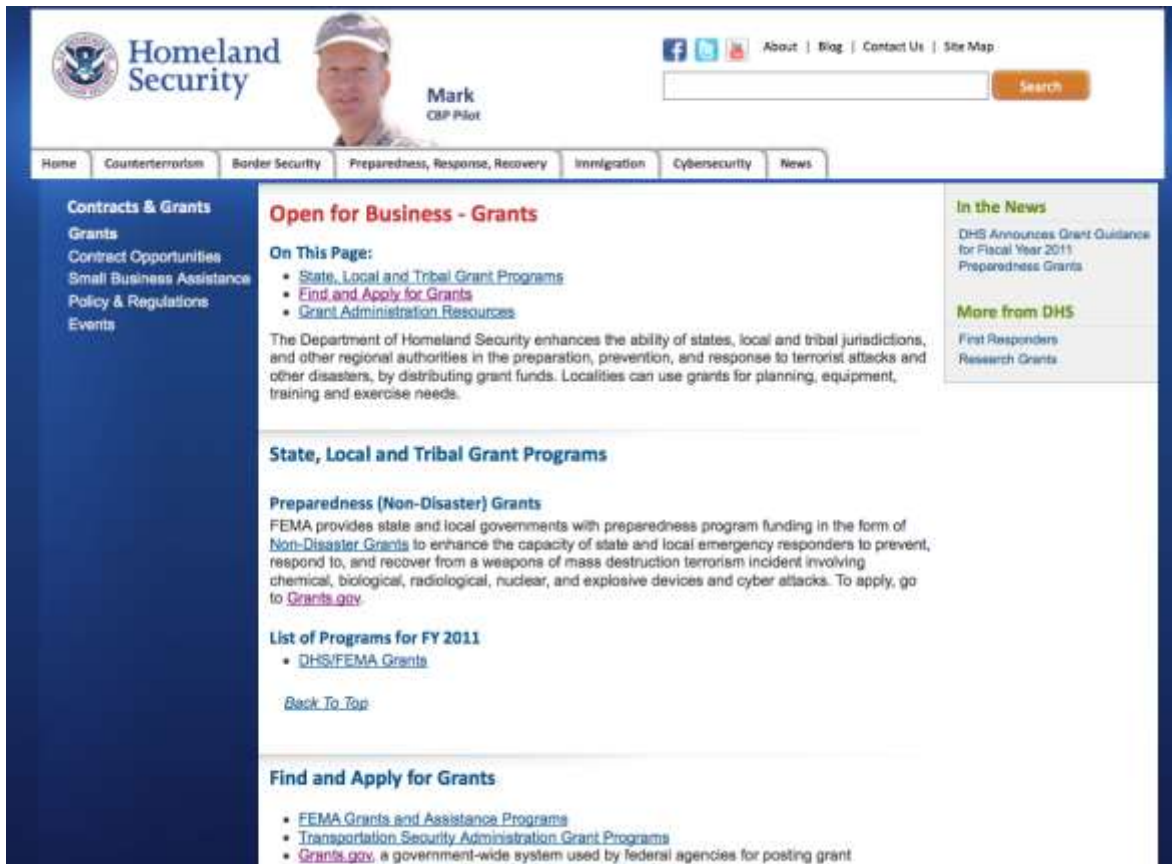 Homeland
Security
Mark
CBP Pilot
About | Blog | Contact Us | Site Map
Search
Home
Counterterrorism
Border Security
Preparedness, Response, Recovery
Immigration
Cybersecurity
News
Contracts & Grants
Grants
Contract Opportunities
Small Business Assistance
Policy & Regulations
Events
Open for Business - Grants
On This Page:
• State, Local and Tribal Grant Programs
• Find and Apply for Grants
• Grant Administration Resources
The Department of Homeland Security enhances the ability of states, local and tribal jurisdictions,
and other regional authorities in the preparation, prevention, and response to terrorist attacks and
other disasters, by distributing grant funds. Localities can use grants for planning, equipment,
training and exercise needs.
State, Local and Tribal Grant Programs
Preparedness (Non-Disaster) Grants
FEMA provides state and local governments with preparedness program funding in the form of
Non-Disaster Grants to enhance the capacity of state and local emergency responders to prevent,
respond to, and recover from a weapons of mass destruction terrorism incident involving
chemical, biological, radiological, nuclear, and explosive devices and cyber attacks. To apply, go
to Grants.gov.
List of Programs for FY 2011
• DHS/FEMA Grants
Back To Top
Find and Apply for Grants
• FEMA Grants and Assistance Programs
• Transportation Security Administration Grant Programs
• Grants.gov, a government-wide system used by federal agencies for posting grant
In the News
DHS Announces Grant Guidance
for Fiscal Year 2011
Preparedness Grants
More from DHS
First Responders
Research Grants